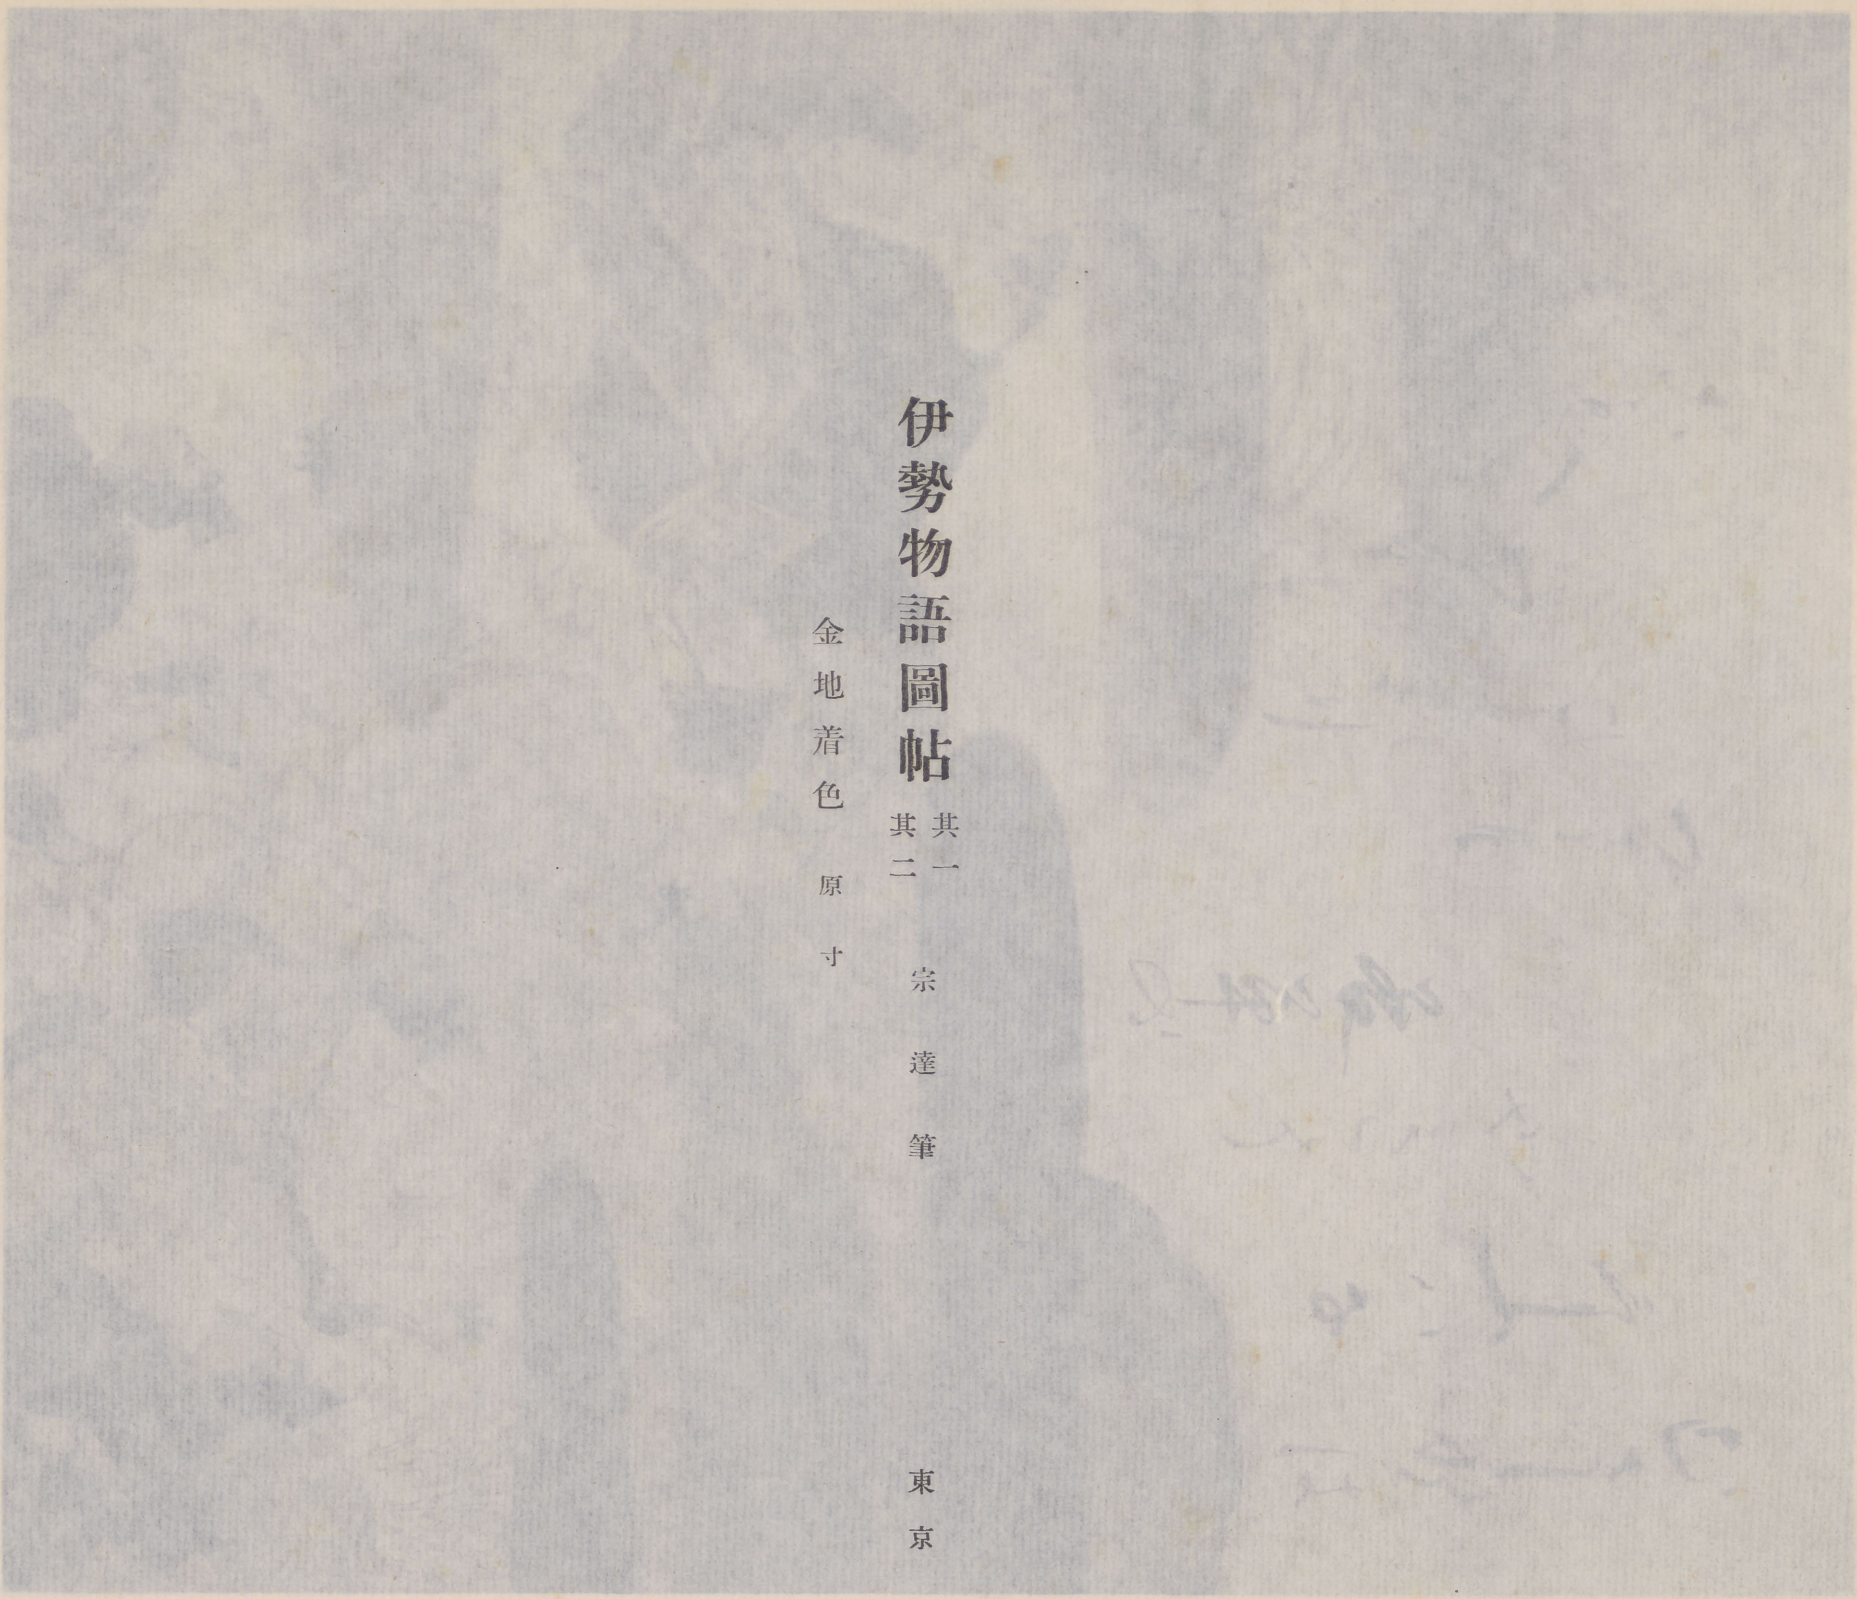 伊勢物語圖帖
其一
其二
宗達筆
東京
金地着色 原寸